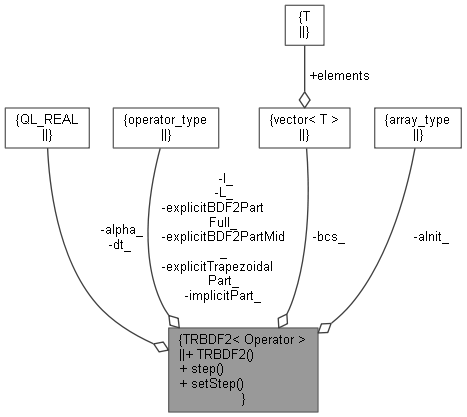 {T
||}
+elements
{QL_REAL
||}
{operator_type
||}
{vector< T >
||}
{array_type
||}
-alpha_
-dt_
-I_
-L_
-explicitBDF2Part
Full_
-explicitBDF2PartMid
_
-explicitTrapezoidal
Part_
-implicitPart_
-bcs_
-aInit_
{TRBDF2< Operator >
||+ TRBDF2()
+ step()
+ setStep()
}